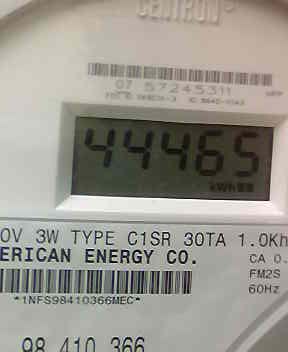 CENTRON
07 57245311
44465
kWh
0V 3W TYPE C1SR 30TA 1.0Kh
ERICAN ENERGY CO.
CA 0.
FM2S
60Hz
*1NFS98410366MEC*
98 410 366